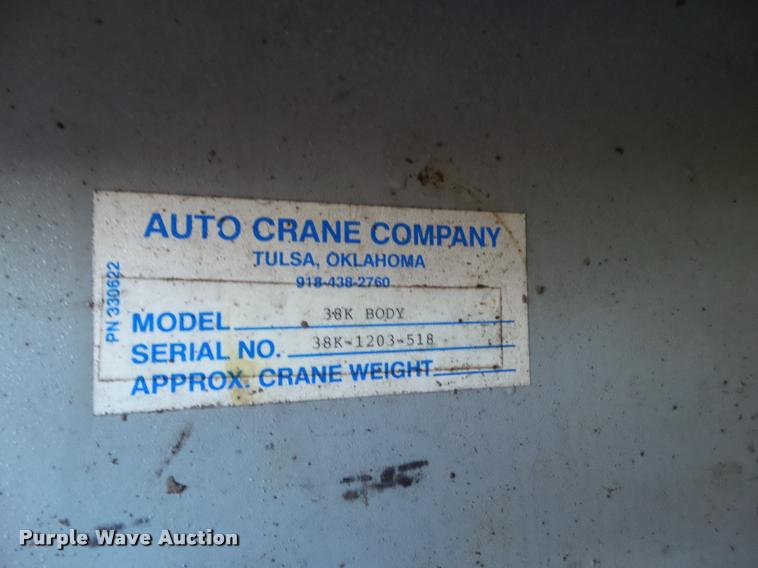 AUTO CRANE COMPANY
TULSA, OKLAHOMA
918-438-2760
PN 330622
MODEL 38K BODY
SERIAL NO. 38K-1203-518
APPROX. CRANE WEIGHT
Purple Wave Auction